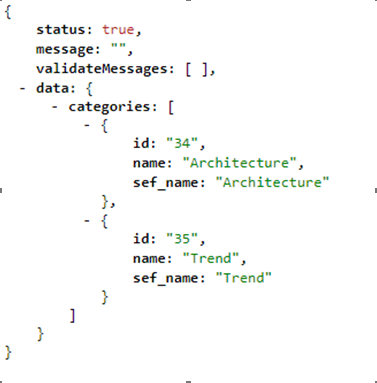 {
status: true,
message: "",
validateMessages: [ ],
- data: {
- categories: [
- {
id: "34",
name: "Architecture",
sef_name: "Architecture"
},
- {
id: "35",
name: "Trend",
sef_name: "Trend"
}
]
}
}